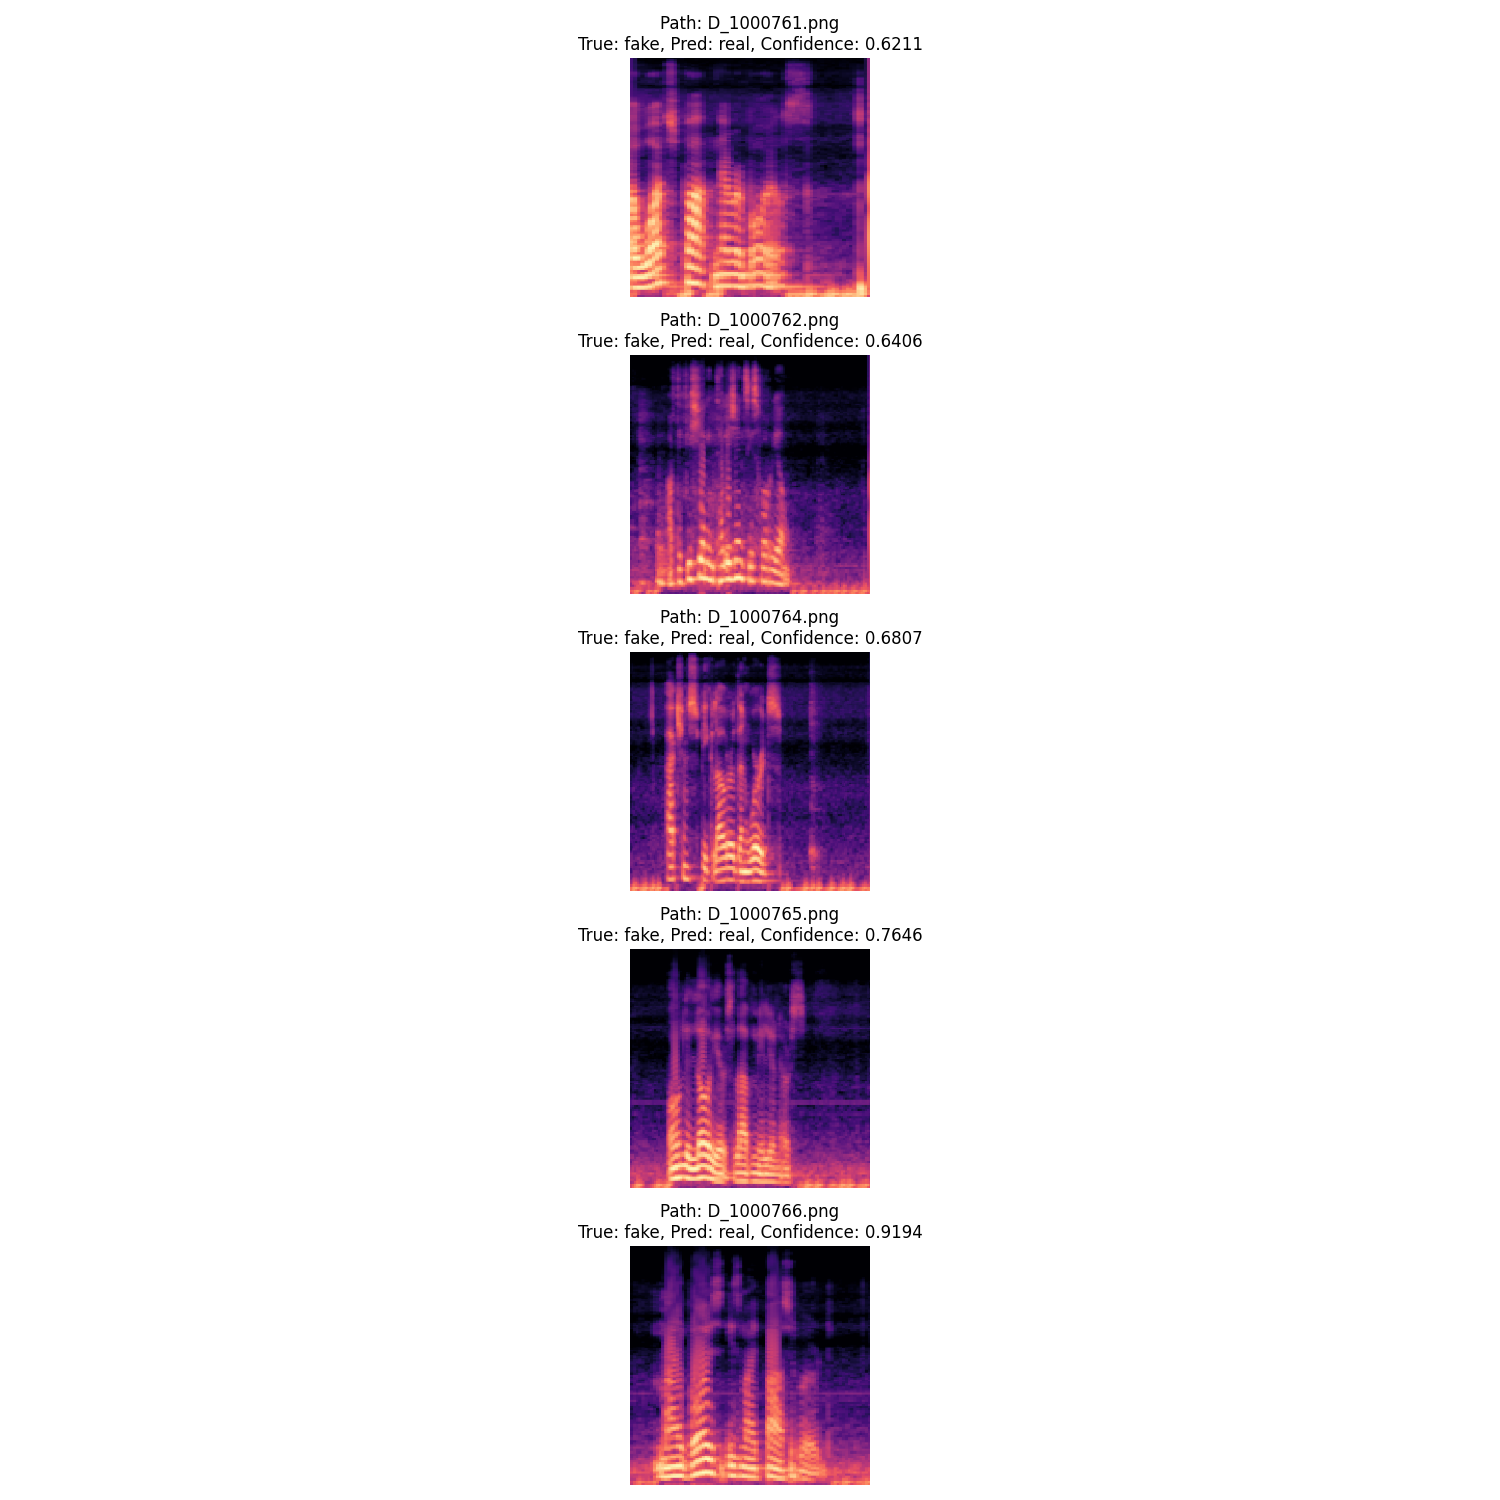 Path: D_1000761.png
True: fake, Pred: real, Confidence: 0.6211
Path: D_1000762.png
True: fake, Pred: real, Confidence: 0.6406
Path: D_1000764.png
True: fake, Pred: real, Confidence: 0.6807
Path: D_1000765.png
True: fake, Pred: real, Confidence: 0.7646
Path: D_1000766.png
True: fake, Pred: real, Confidence: 0.9194